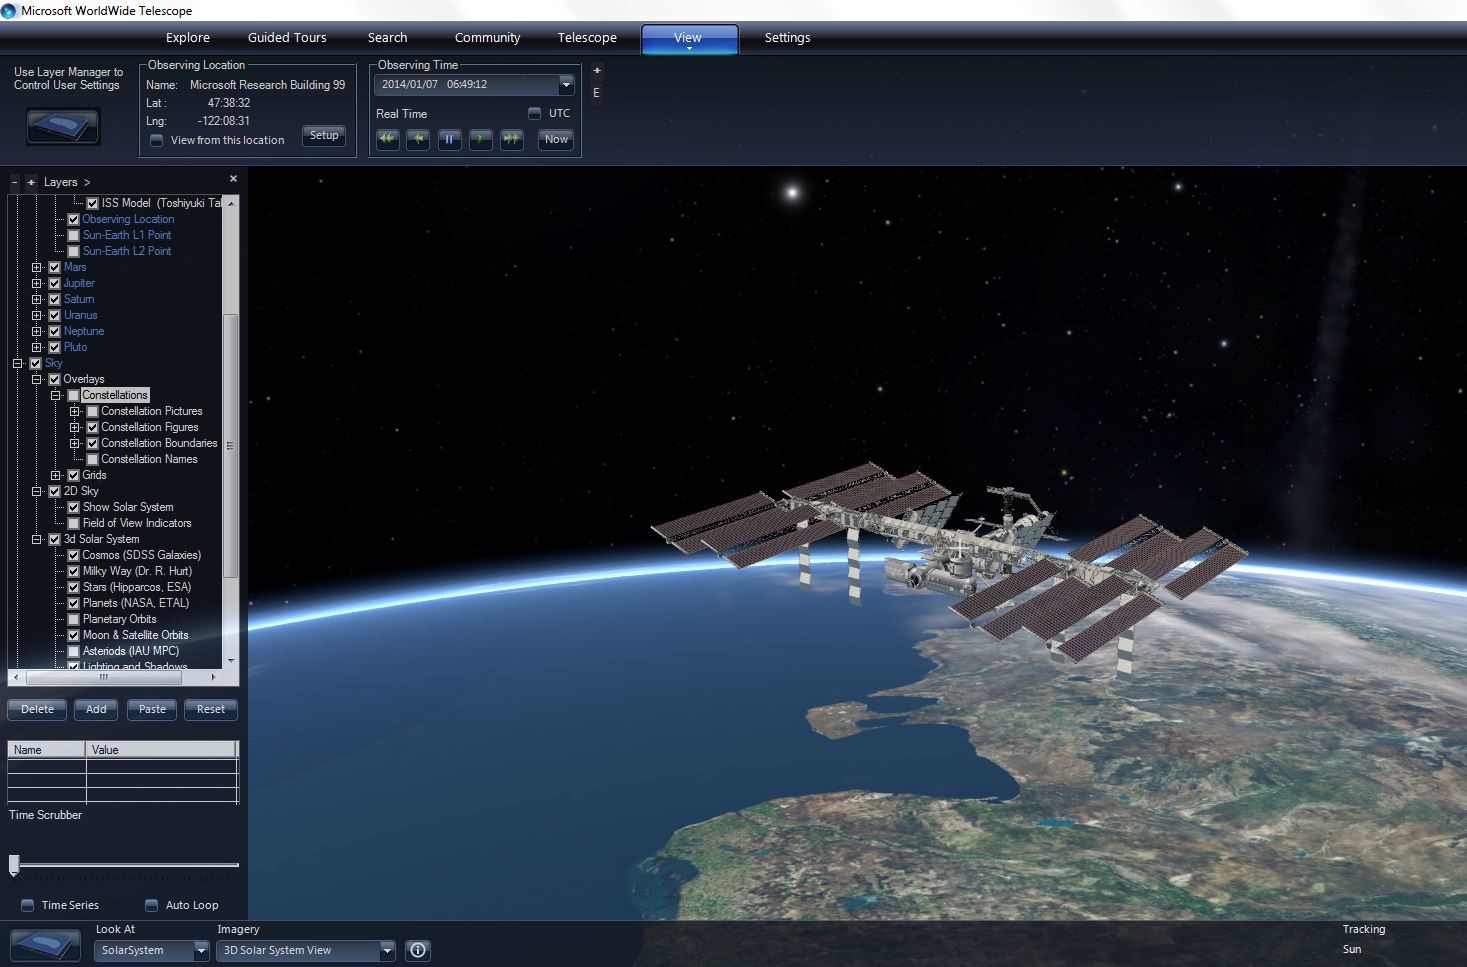 Microsoft WorldWide Telescope
Explore Guided Tours Search Community Telescope View Settings
Use Layer Manager to
Control User Settings
Observing Location
Name: Microsoft Research Building 99
Lat : 47:38:32
Lng: -122:08:31
View from this location Setup
Observing Time
2014/01/07 06:49:12
Real Time UTC
Now
+
E
- + Layers > ×
ISS Model (Toshiyuki Ta
Observing Location
Sun-Earth L1 Point
Sun-Earth L2 Point
Mars
Jupiter
Saturn
Uranus
Neptune
Pluto
Sky
Overlays
Constellations
Constellation Pictures
Constellation Figures
Constellation Boundaries
Constellation Names
Grids
2D Sky
Show Solar System
Field of View Indicators
3d Solar System
Cosmos (SDSS Galaxies)
Milky Way (Dr. R. Hurt)
Stars (Hipparcos, ESA)
Planets (NASA, ETAL)
Planetary Orbits
Moon & Satellite Orbits
Asteriods (IAU MPC)
Lighting and Shadows
Delete Add Paste Reset
Name Value
Time Scrubber
Time Series Auto Loop
Look At Imagery
SolarSystem 3D Solar System View
Tracking
Sun